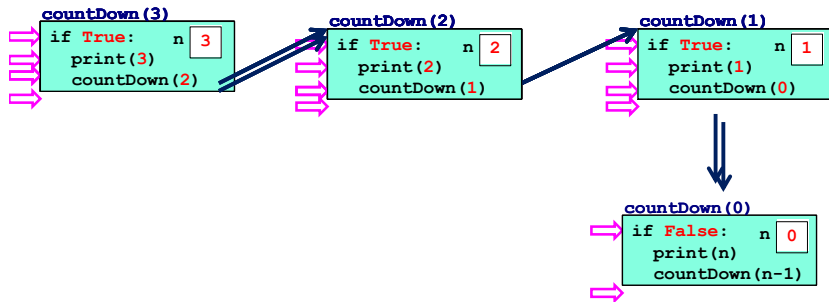 countDown(3)
if True: n 3
print(3)
countDown(2)
countDown(2)
if True: n 2
print(2)
countDown(1)
countDown(1)
if True: n 1
print(1)
countDown(0)
countDown(0)
if False: n 0
print(n)
countDown(n-1)